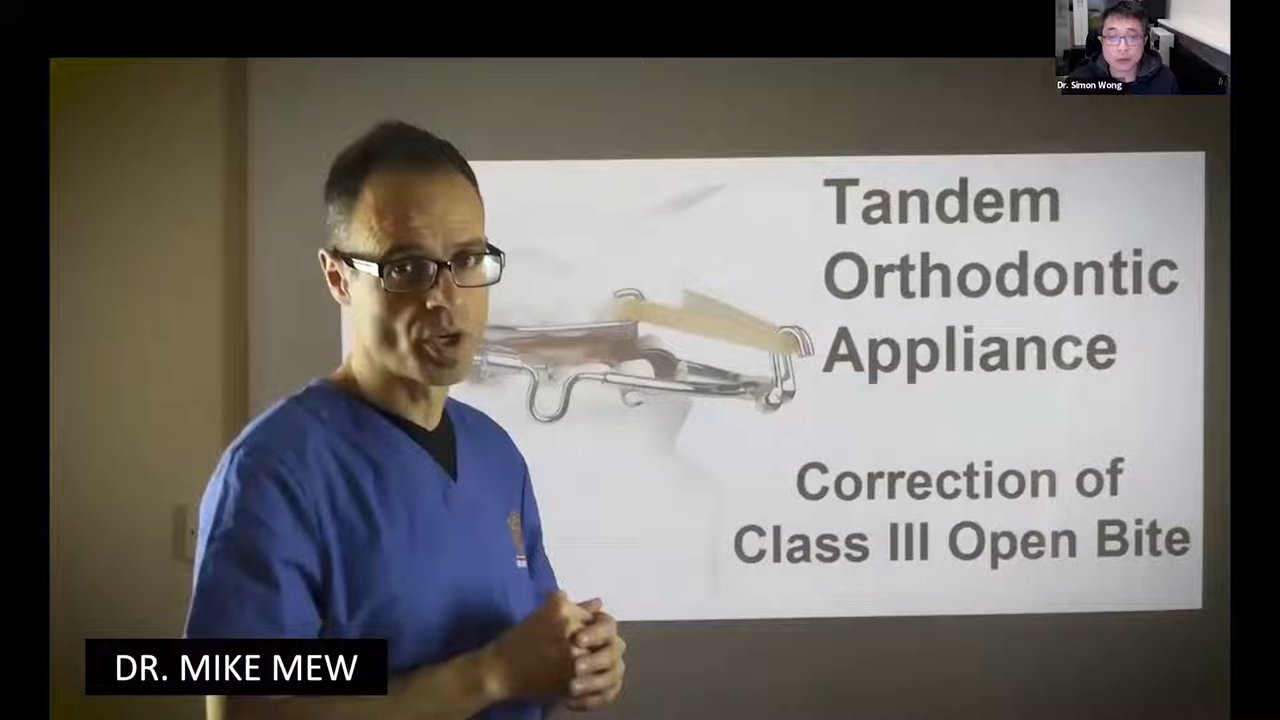 Dr. Simon Wong
Tandem
Orthodontic
Appliance
Correction of
Class III Open Bite
DR. MIKE MEW